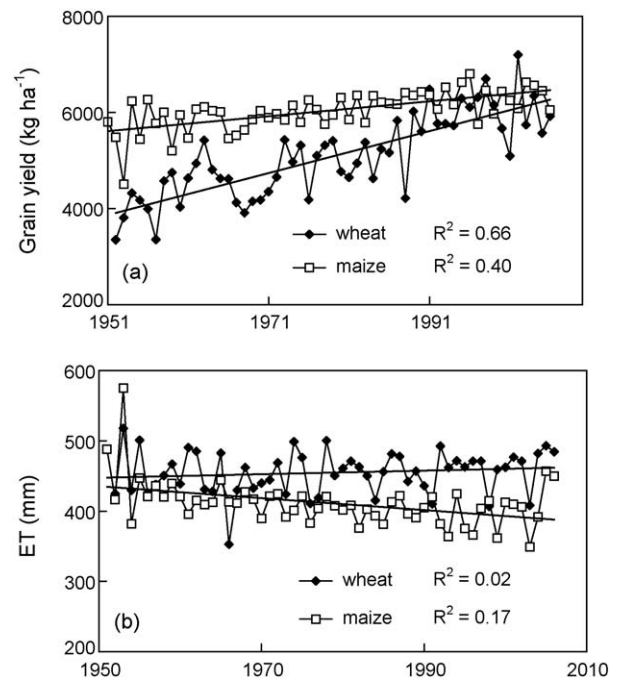 8000
6000
4000
2000
Grain yield (kg ha⁻¹)
(a)
wheat R² = 0.66
maize R² = 0.40
1951 1971 1991
600
500
400
300
200
ET (mm)
(b)
wheat R² = 0.02
maize R² = 0.17
1950 1970 1990 2010